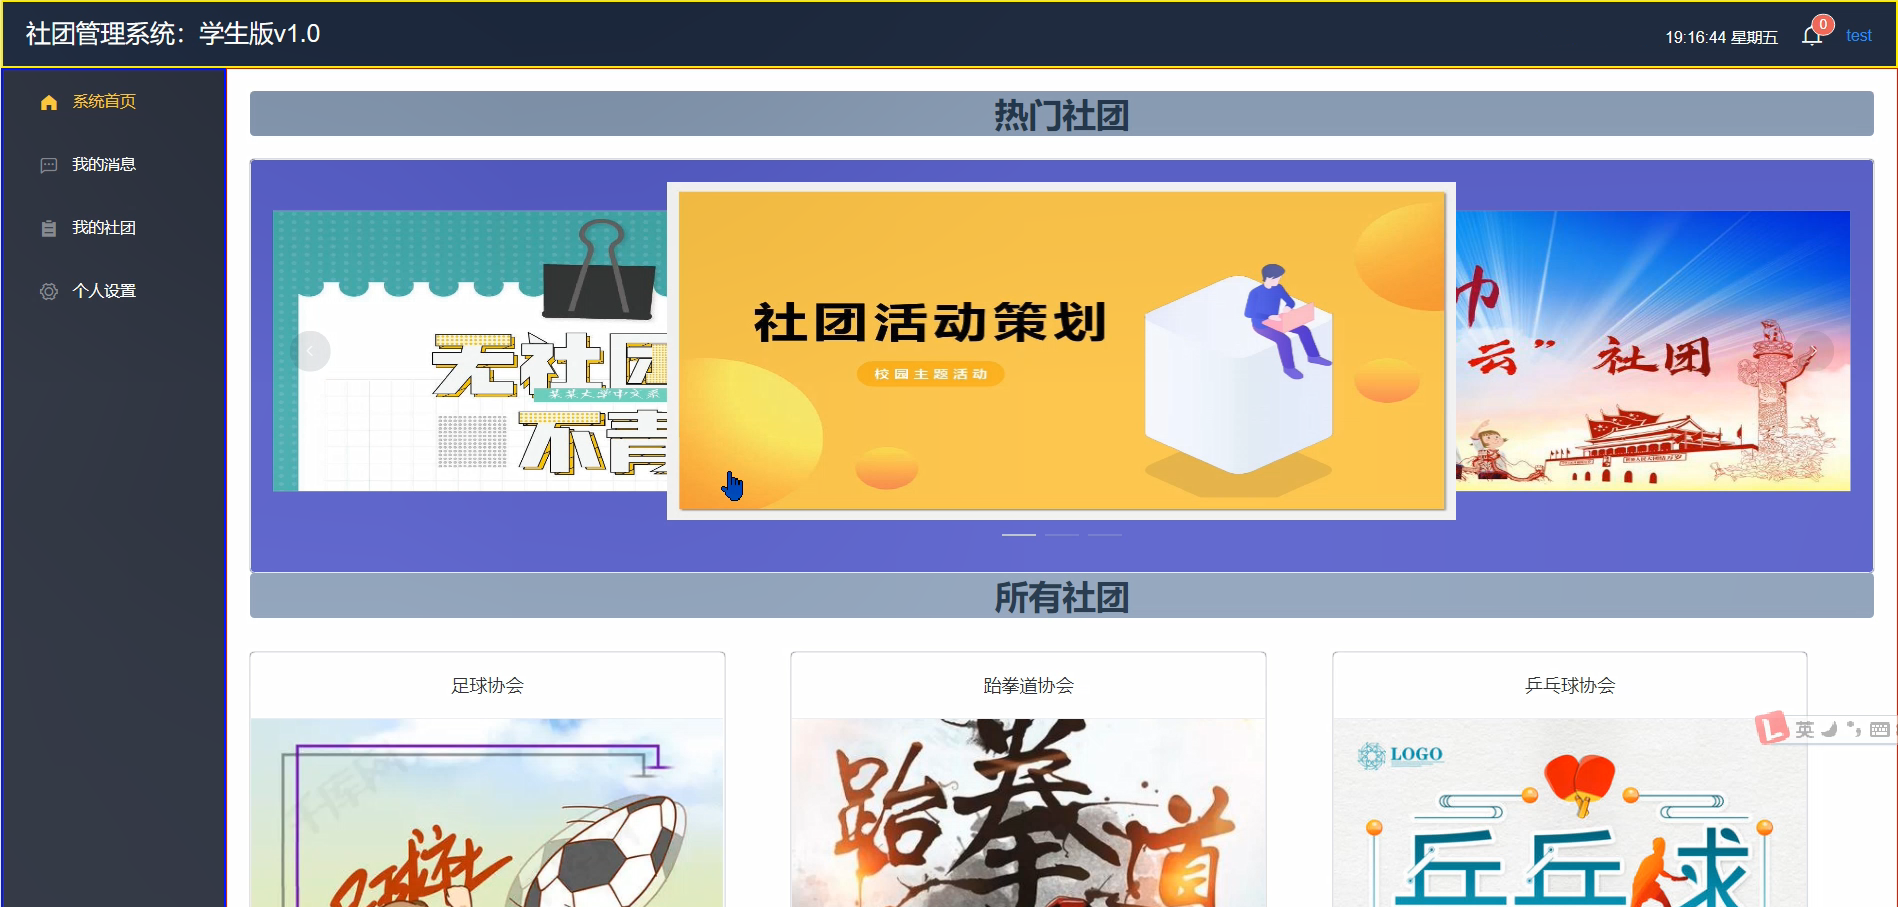 社团管理系统：学生版v1.0
19:16:44 星期五
0
test
系统首页
我的消息
我的社团
个人设置
热门社团
无社团
某某大学中文系
不青
社团活动策划
校园主题活动
巾
云” 社团
所有社团
足球协会
跆拳道协会
乒乓球协会
足球社
跆拳道
LOGO
乒乓球
英